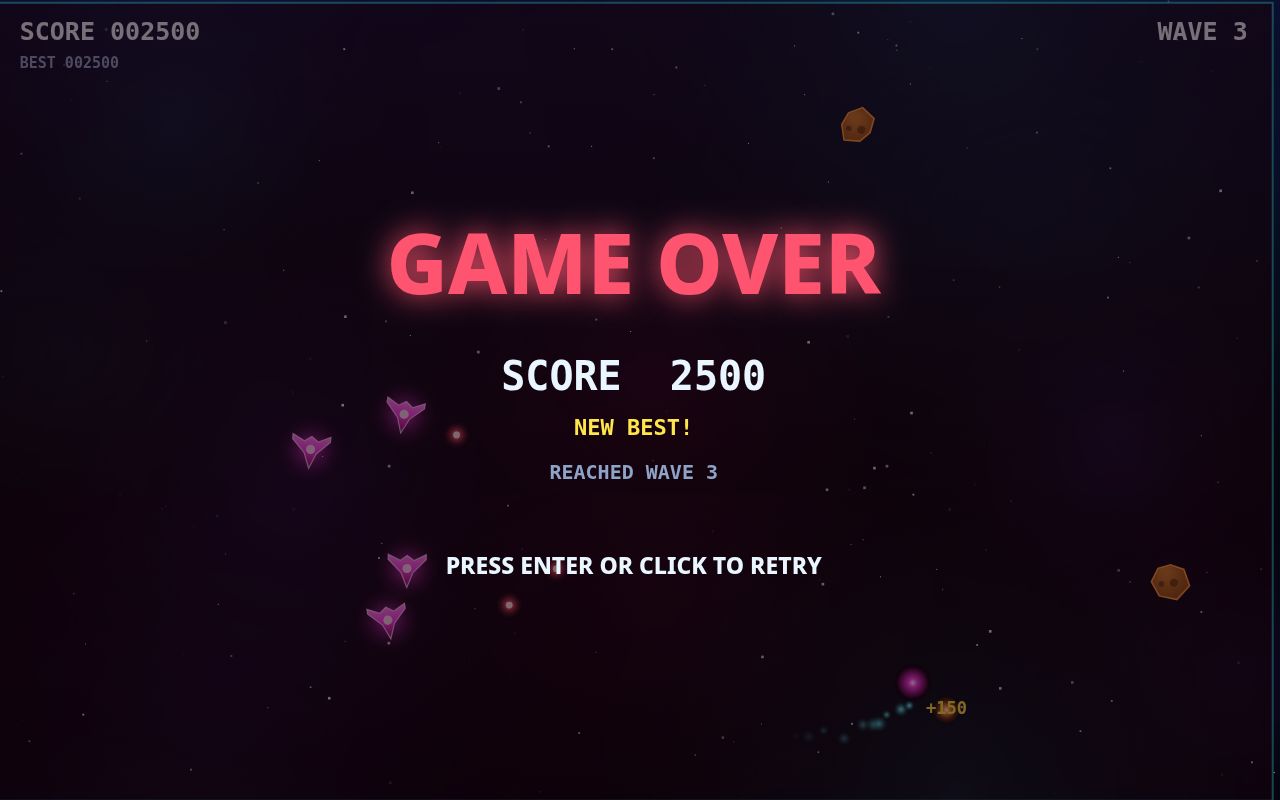 SCORE 002500
WAVE 3
BEST 002500
GAME OVER
SCORE 2500
NEW BEST!
REACHED WAVE 3
PRESS ENTER OR CLICK TO RETRY
+150